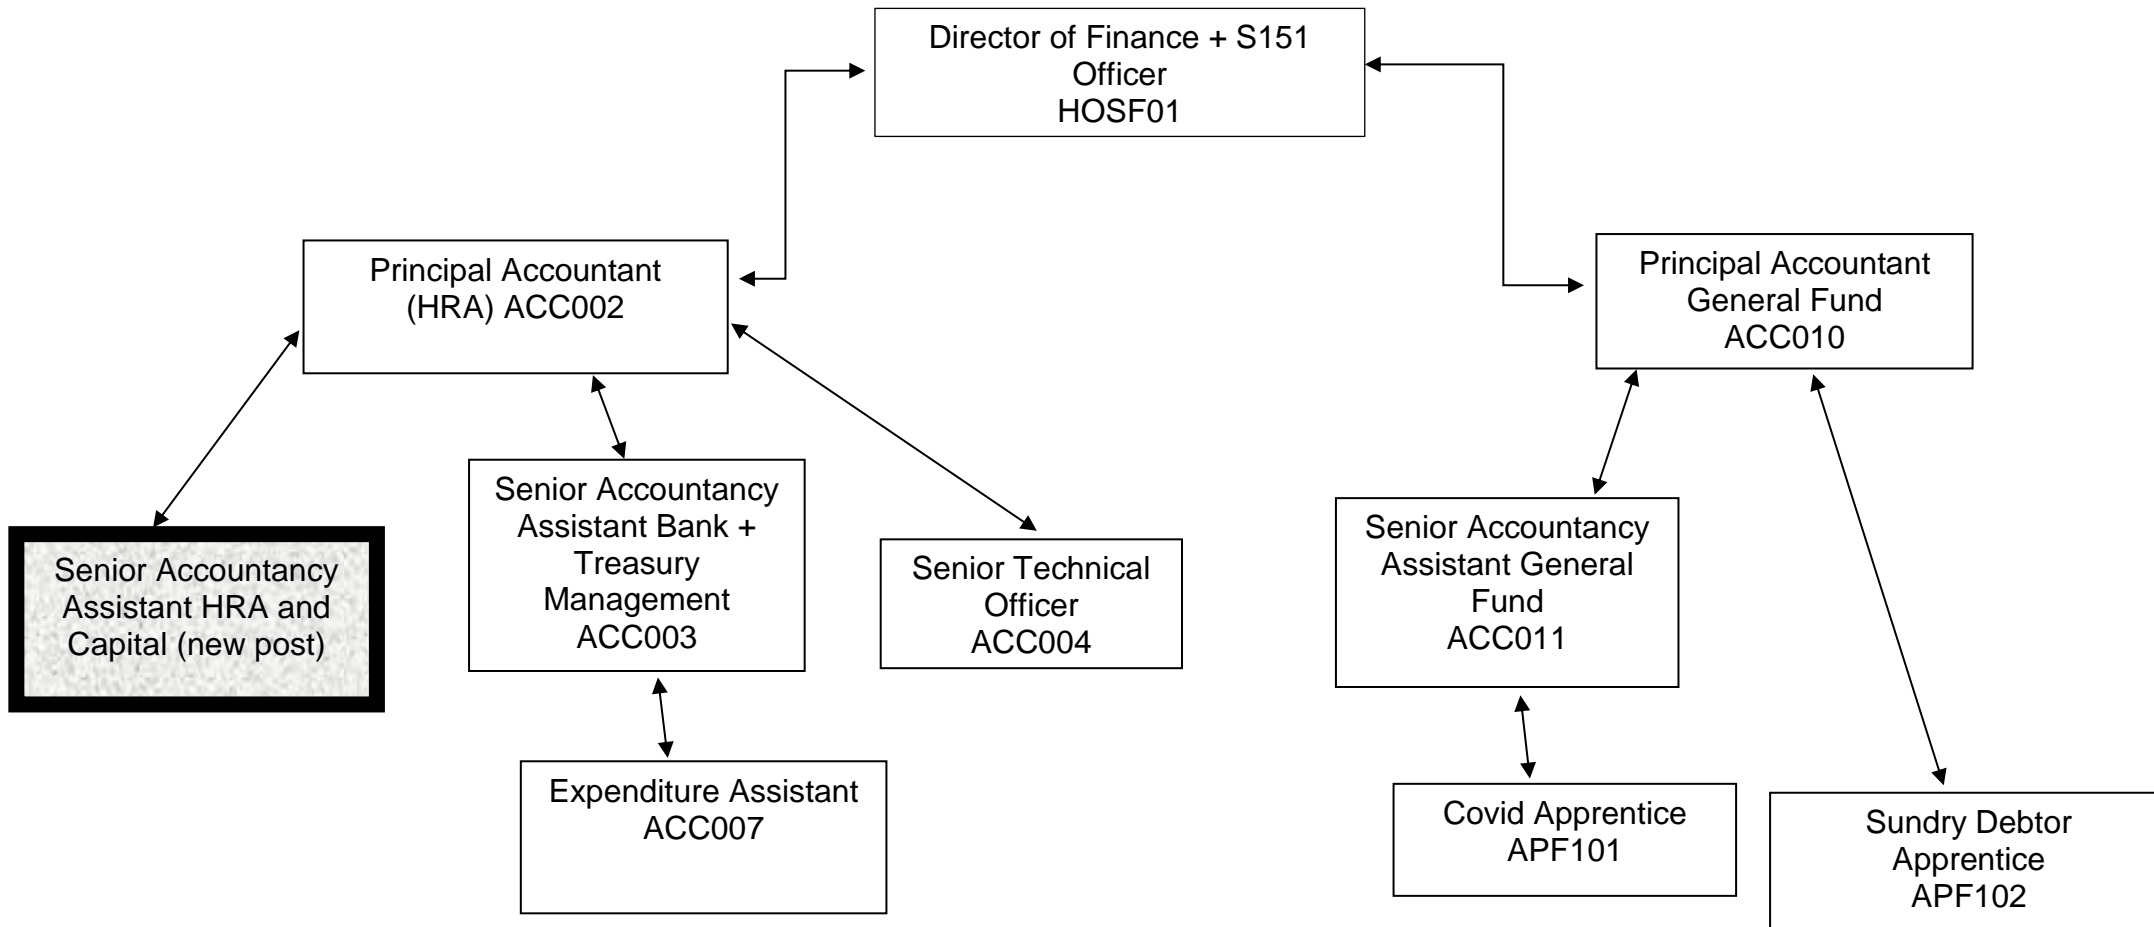 Director of Finance + S151
Officer
HOSF01
Principal Accountant
(HRA) ACC002
Principal Accountant
General Fund
ACC010
Senior Accountancy
Assistant HRA and
Capital (new post)
Senior Accountancy
Assistant Bank +
Treasury
Management
ACC003
Senior Technical
Officer
ACC004
Senior Accountancy
Assistant General
Fund
ACC011
Expenditure Assistant
ACC007
Covid Apprentice
APF101
Sundry Debtor
Apprentice
APF102